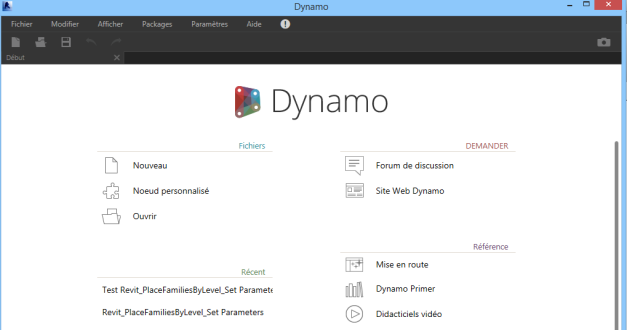 Dynamo
Fichier Modifier Afficher Packages Paramètres Aide
Début
Dynamo
Fichiers
Nouveau
Noeud personnalisé
Ouvrir
Récent
Test Revit_PlaceFamiliesByLevel_Set Paramete
Revit_PlaceFamiliesByLevel_Set Parameters
DEMANDER
Forum de discussion
Site Web Dynamo
Référence
Mise en route
Dynamo Primer
Didacticiels vidéo